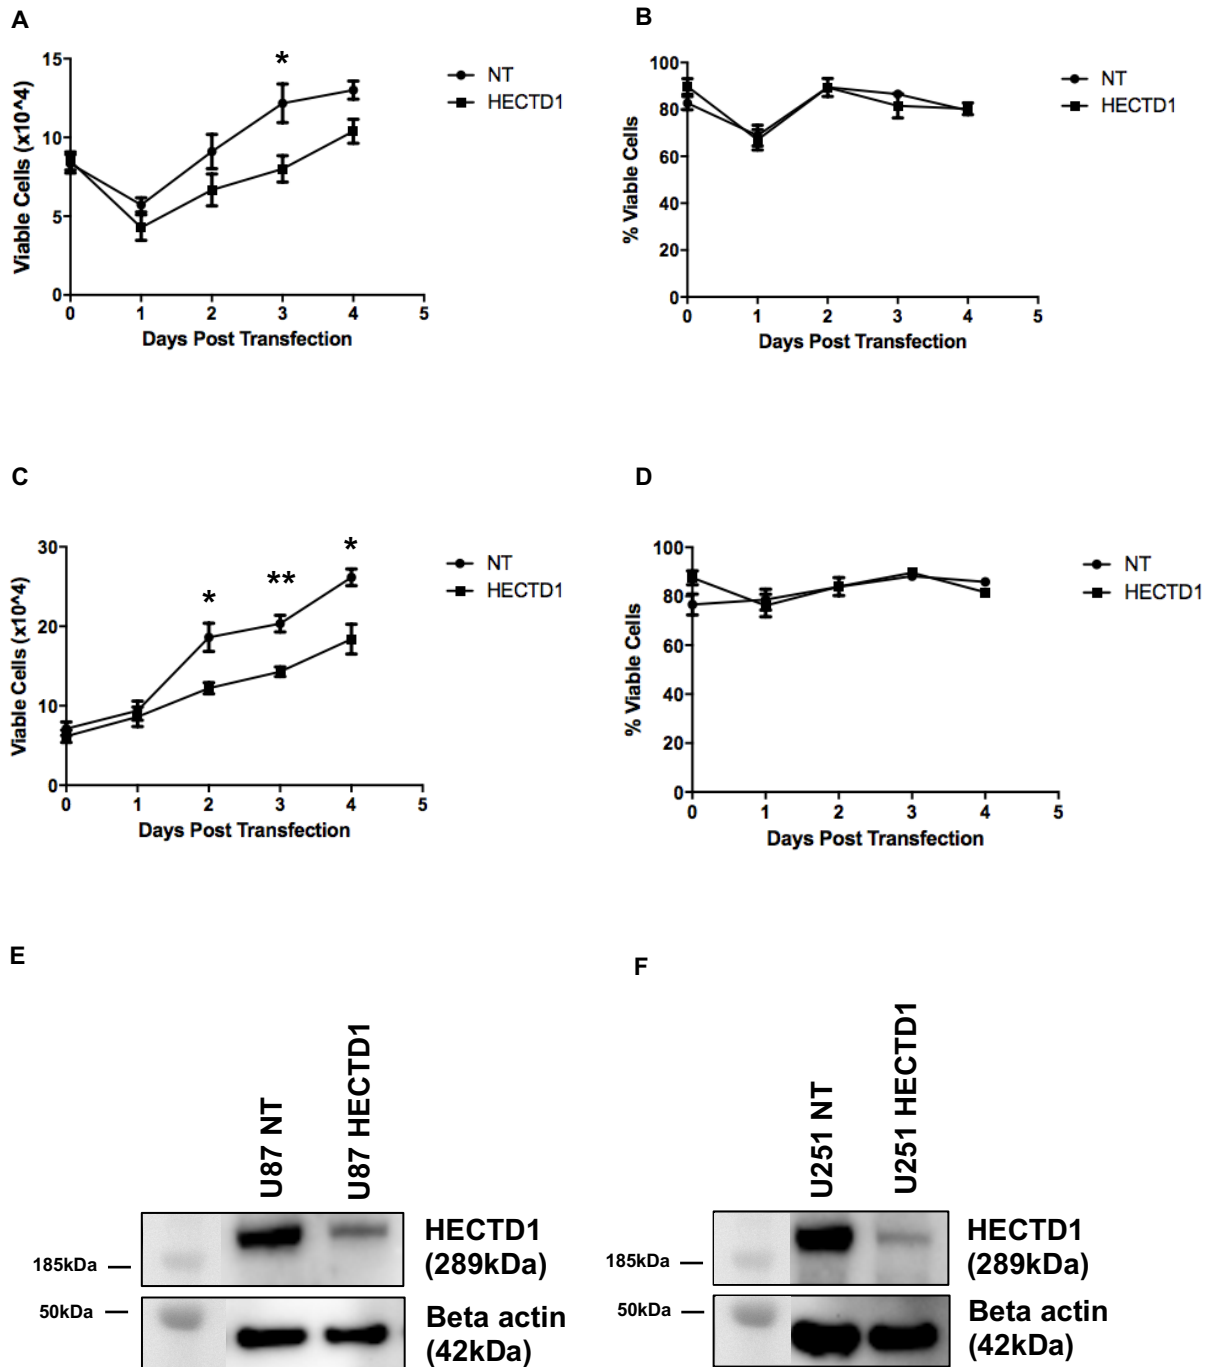 A
15
10
5
0
0 1 2 3 4 5
Viable Cells (x10^4)
Days Post Transfection
*
NT
HECTD1
B
100
80
60
40
20
0
0 1 2 3 4 5
% Viable Cells
Days Post Transfection
NT
HECTD1
C
30
20
10
0
0 1 2 3 4 5
Viable Cells (x10^4)
Days Post Transfection
* ** *
NT
HECTD1
D
100
80
60
40
20
0
0 1 2 3 4 5
% Viable Cells
Days Post Transfection
NT
HECTD1
E
U87 NT
U87 HECTD1
185kDa
50kDa
HECTD1
(289kDa)
Beta actin
(42kDa)
F
U251 NT
U251 HECTD1
185kDa
50kDa
HECTD1
(289kDa)
Beta actin
(42kDa)